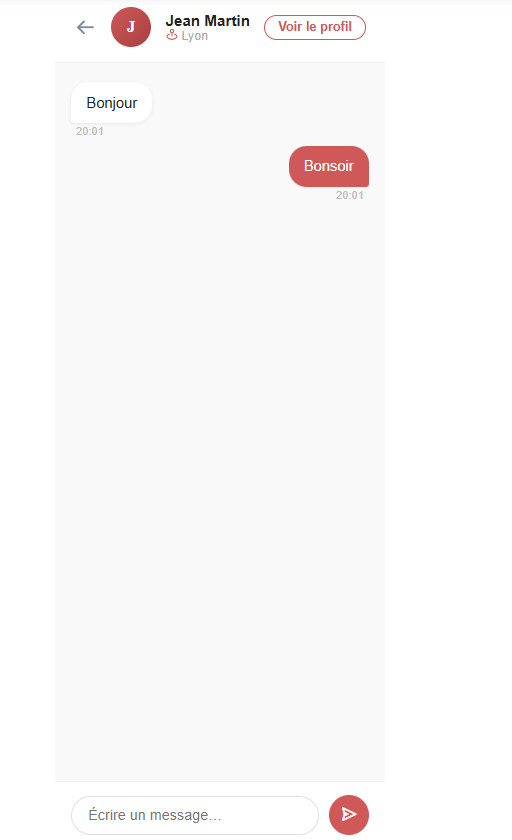 J
Jean Martin
Lyon
Voir le profil
Bonjour
20:01
Bonsoir
20:01
Écrire un message…